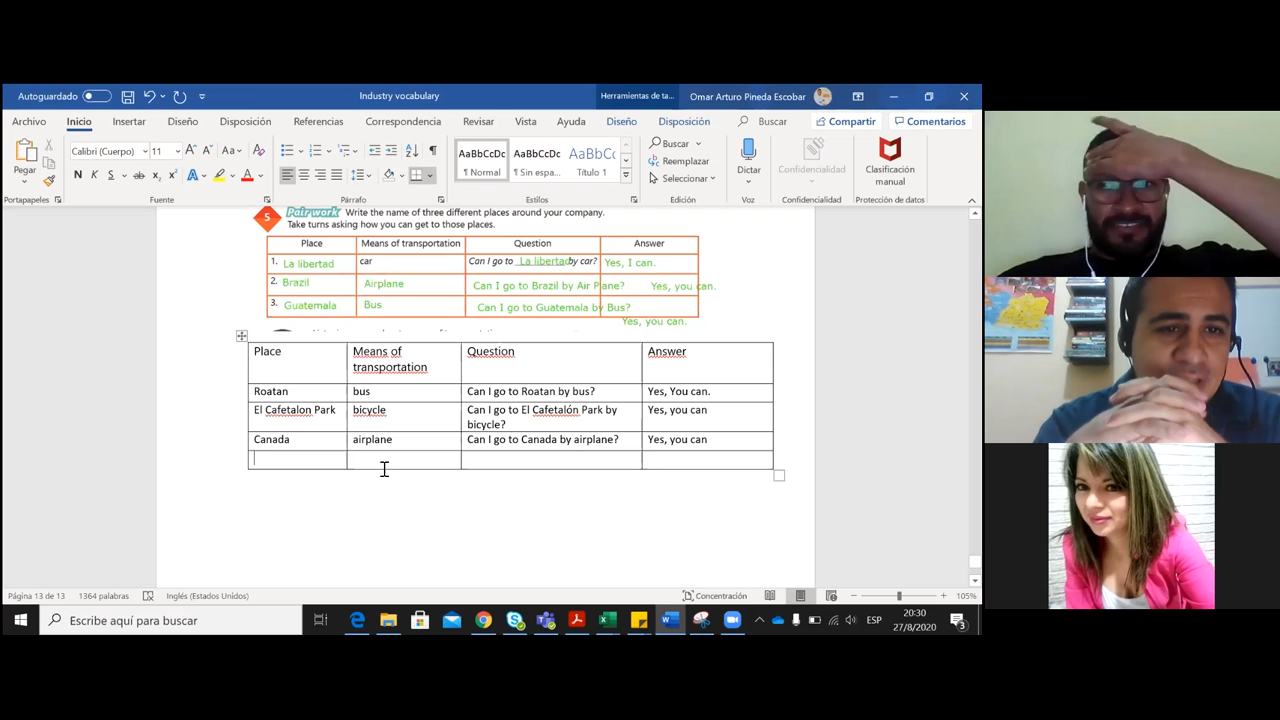 Autoguardado
Industry vocabulary
Herramientas de ta...
Omar Arturo Pineda Escobar
Archivo Inicio Insertar Diseño Disposición Referencias Correspondencia Revisar Vista Ayuda Diseño Disposición Buscar Compartir Comentarios
Pegar
Calibri (Cuerpo) 11
N K S ab x₂ x²
AaBbCcDc AaBbCcDc AaBbCcDc
¶ Normal ¶ Sin espa... Título 1
Buscar
Reemplazar
Seleccionar
Dictar
Confidencialidad
Clasificación
manual
Portapapeles Fuente Párrafo Estilos Edición Voz Confidencialidad Protección de datos
5 Pair work Write the name of three different places around your company.
Take turns asking how you can get to those places.
Place Means of transportation Question Answer
1. La libertad car Can I go to La libertad by car? Yes, I can.
2. Brazil Airplane Can I go to Brazil by Air Plane? Yes, you can.
3. Guatemala Bus Can I go to Guatemala by Bus?
Yes, you can.
Place Means of Question Answer
transportation
Roatan bus Can I go to Roatan by bus? Yes, You can.
El Cafetalon Park bicycle Can I go to El Cafetalón Park by Yes, you can
bicycle?
Canada airplane Can I go to Canada by airplane? Yes, you can
Página 13 de 13 1364 palabras Inglés (Estados Unidos) Concentración 105%
Escribe aquí para buscar
ESP
20:30
27/8/2020
3